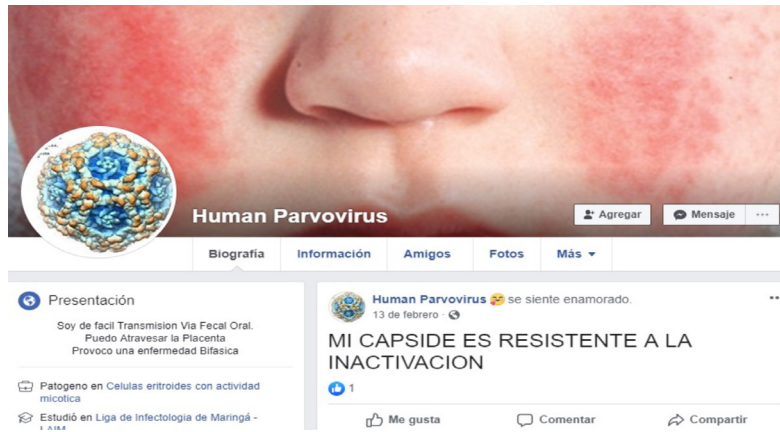 Human Parvovirus
Agregar
Mensaje
Biografía
Información
Amigos
Fotos
Más
Presentación
Soy de facil Transmision Via Fecal Oral.
Puedo Atravesar la Placenta
Provoco una enfermedad Bifasica
Patogeno en Celulas eritroides con actividad
micotica
Estudió en Liga de Infectologia de Maringá -
LAIM
Human Parvovirus se siente enamorado.
13 de febrero ·
MI CAPSIDE ES RESISTENTE A LA
INACTIVACION
1
Me gusta
Comentar
Compartir